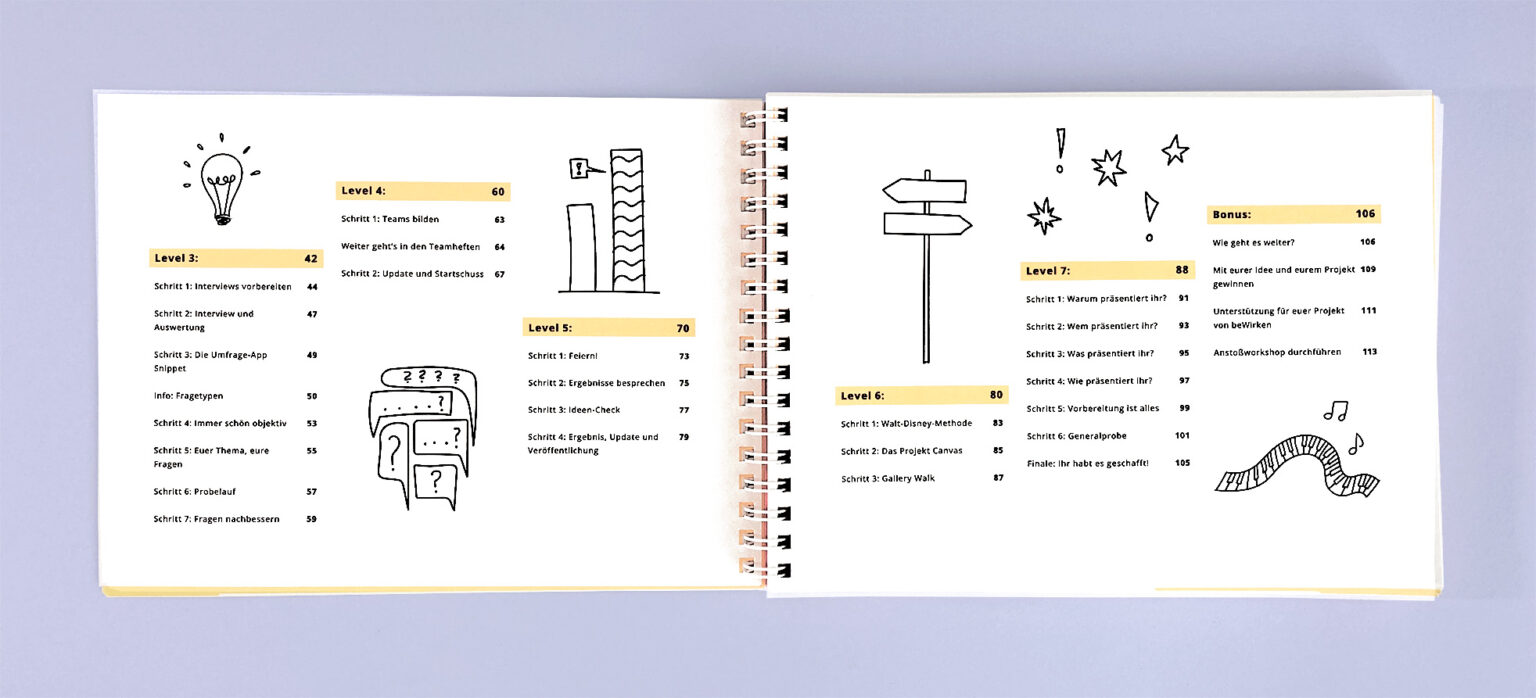 Level 3: 42
Schritt 1: Interviews vorbereiten 44
Schritt 2: Interview und 47
Auswertung
Schritt 3: Die Umfrage-App 49
Snippet
Info: Fragetypen 50
Schritt 4: Immer schön objektiv 53
Schritt 5: Euer Thema, eure 55
Fragen
Schritt 6: Probelauf 57
Schritt 7: Fragen nachbessern 59
Level 4: 60
Schritt 1: Teams bilden 63
Weiter geht's in den Teamheften 64
Schritt 2: Update und Startschuss 67
? ? ? ?
. . . . . ?
?
. . . ?
?
!
Level 5: 70
Schritt 1: Feiern! 73
Schritt 2: Ergebnisse besprechen 75
Schritt 3: Ideen-Check 77
Schritt 4: Ergebnis, Update und 79
Veröffentlichung
Level 6: 80
Schritt 1: Walt-Disney-Methode 83
Schritt 2: Das Projekt Canvas 85
Schritt 3: Gallery Walk 87
! !
Level 7: 88
Schritt 1: Warum präsentiert ihr? 91
Schritt 2: Wem präsentiert ihr? 93
Schritt 3: Was präsentiert ihr? 95
Schritt 4: Wie präsentiert ihr? 97
Schritt 5: Vorbereitung ist alles 99
Schritt 6: Generalprobe 101
Finale: Ihr habt es geschafft! 105
Bonus: 106
Wie geht es weiter? 106
Mit eurer Idee und eurem Projekt 109
gewinnen
Unterstützung für euer Projekt 111
von beWirken
Anstoßworkshop durchführen 113